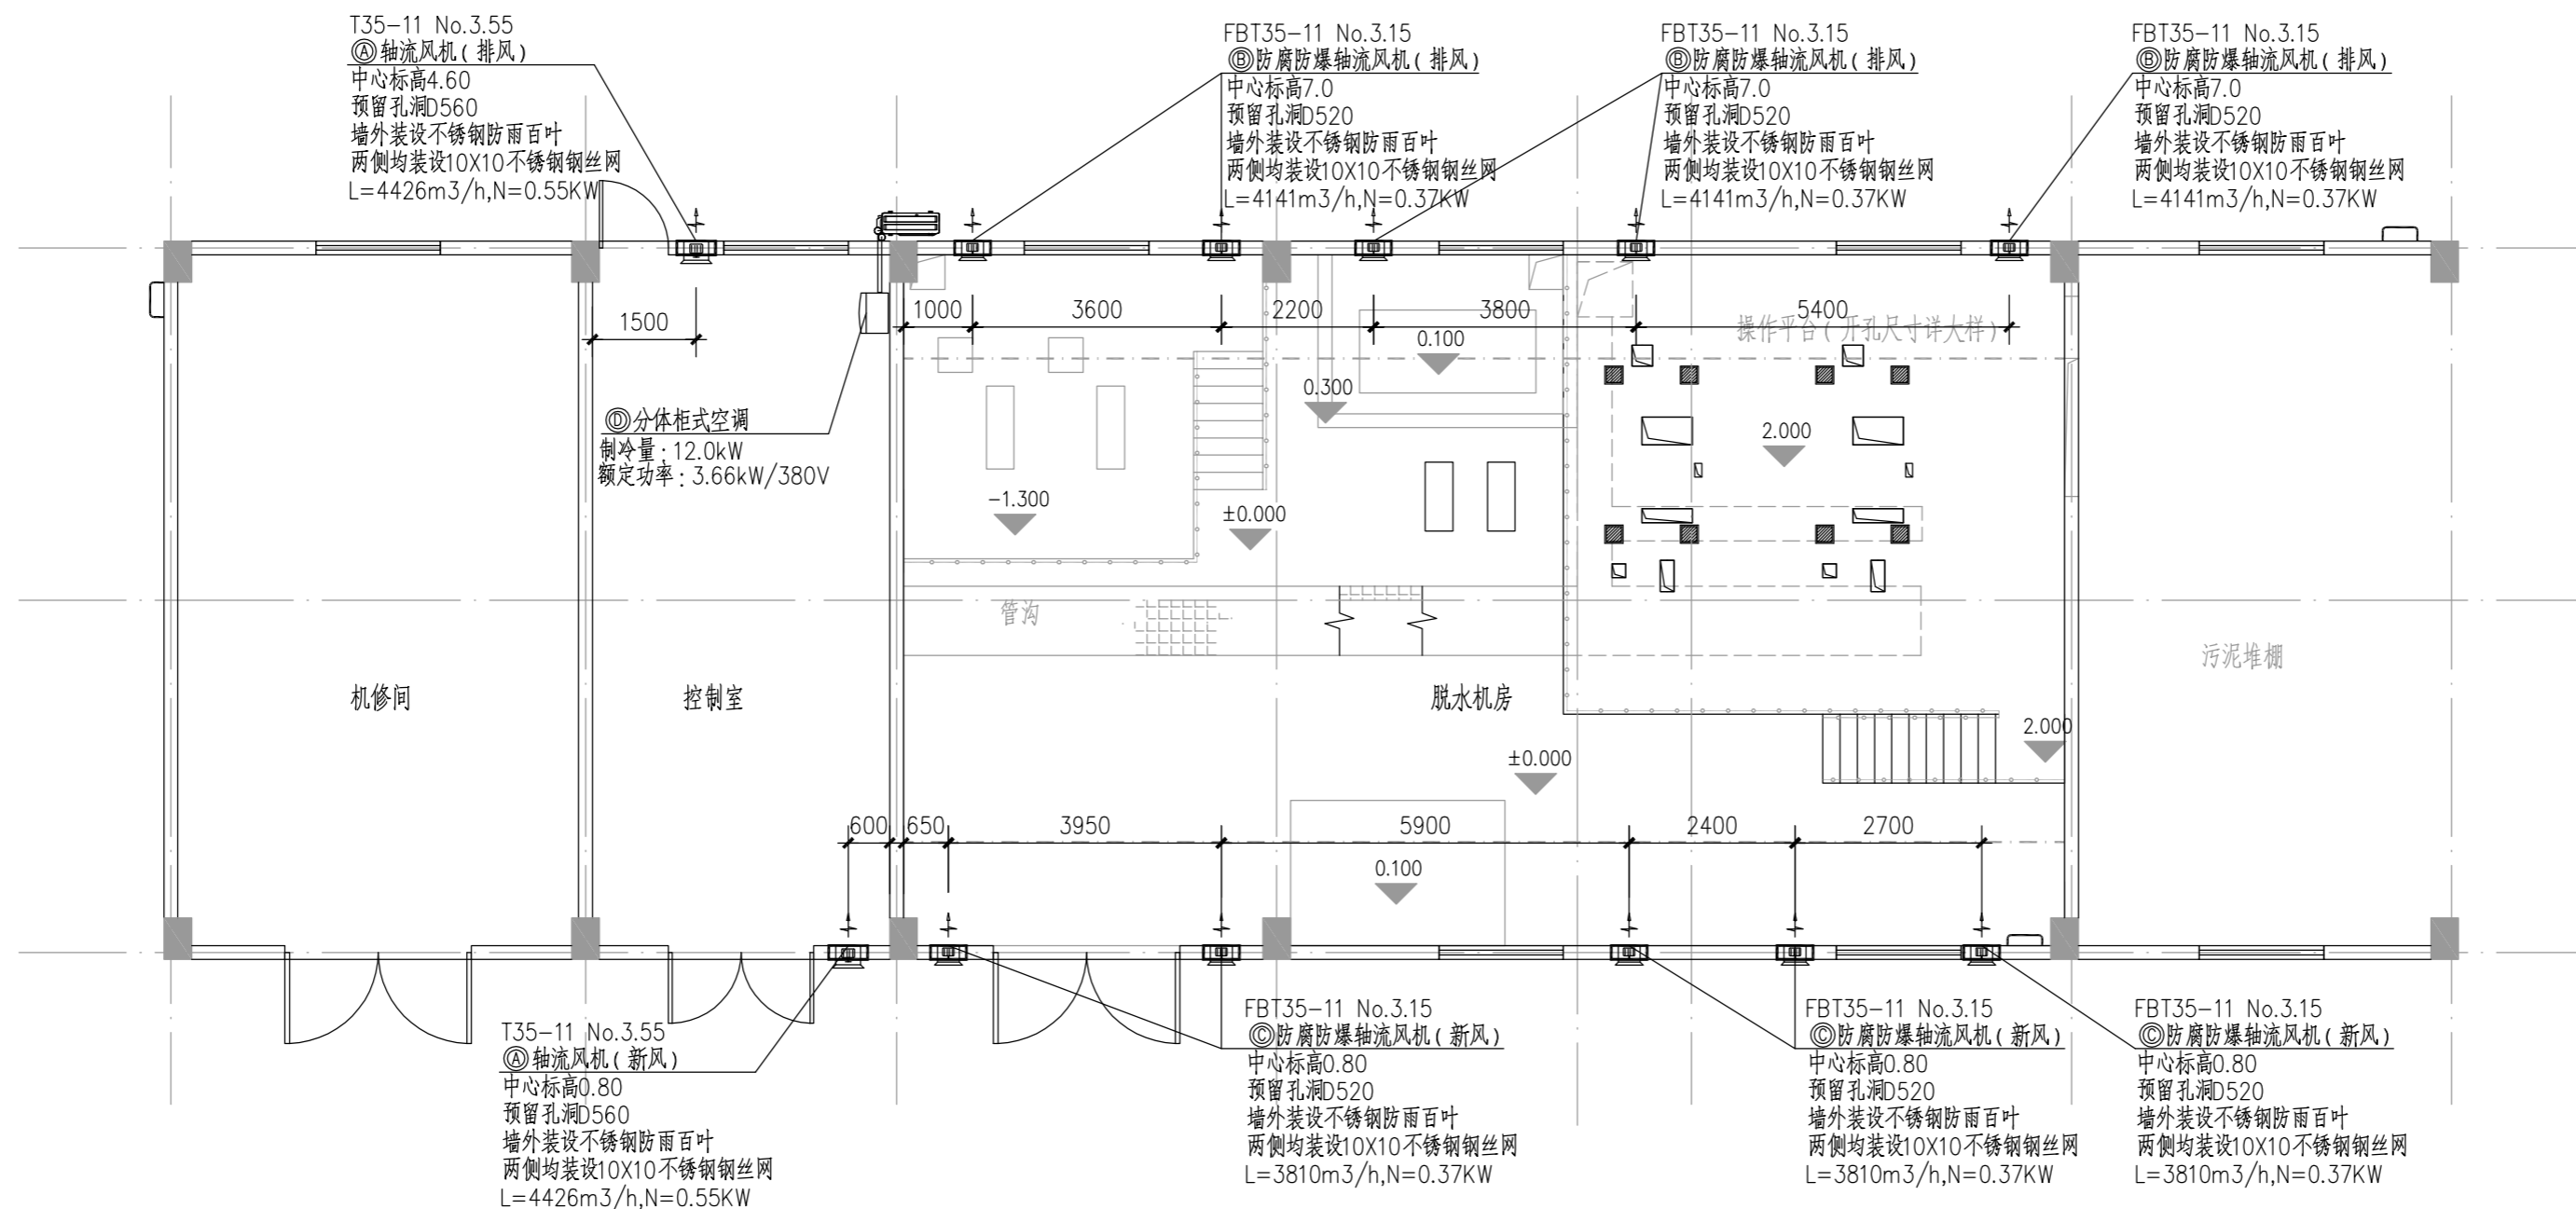 T35-11 No.3.55
Ⓐ轴流风机(排风)
中心标高4.60
预留孔洞D560
墙外装设不锈钢防雨百叶
两侧均装设10X10不锈钢钢丝网
L=4426m3/h,N=0.55KW
FBT35-11 No.3.15
Ⓑ防腐防爆轴流风机(排风)
中心标高7.0
预留孔洞D520
墙外装设不锈钢防雨百叶
两侧均装设10X10不锈钢钢丝网
L=4141m3/h,N=0.37KW
FBT35-11 No.3.15
Ⓑ防腐防爆轴流风机(排风)
中心标高7.0
预留孔洞D520
墙外装设不锈钢防雨百叶
两侧均装设10X10不锈钢钢丝网
L=4141m3/h,N=0.37KW
FBT35-11 No.3.15
Ⓑ防腐防爆轴流风机(排风)
中心标高7.0
预留孔洞D520
墙外装设不锈钢防雨百叶
两侧均装设10X10不锈钢钢丝网
L=4141m3/h,N=0.37KW
1500
1000
3600
2200
3800
5400
操作平台(开孔尺寸详大样)
0.100
0.300
Ⓓ分体柜式空调
制冷量:12.0kW
额定功率:3.66kW/380V
2.000
-1.300
±0.000
管沟
污泥堆棚
机修间
控制室
脱水机房
2.000
±0.000
600
650
3950
5900
2400
2700
0.100
T35-11 No.3.55
Ⓐ轴流风机(新风)
中心标高0.80
预留孔洞D560
墙外装设不锈钢防雨百叶
两侧均装设10X10不锈钢钢丝网
L=4426m3/h,N=0.55KW
FBT35-11 No.3.15
Ⓒ防腐防爆轴流风机(新风)
中心标高0.80
预留孔洞D520
墙外装设不锈钢防雨百叶
两侧均装设10X10不锈钢钢丝网
L=3810m3/h,N=0.37KW
FBT35-11 No.3.15
Ⓒ防腐防爆轴流风机(新风)
中心标高0.80
预留孔洞D520
墙外装设不锈钢防雨百叶
两侧均装设10X10不锈钢钢丝网
L=3810m3/h,N=0.37KW
FBT35-11 No.3.15
Ⓒ防腐防爆轴流风机(新风)
中心标高0.80
预留孔洞D520
墙外装设不锈钢防雨百叶
两侧均装设10X10不锈钢钢丝网
L=3810m3/h,N=0.37KW